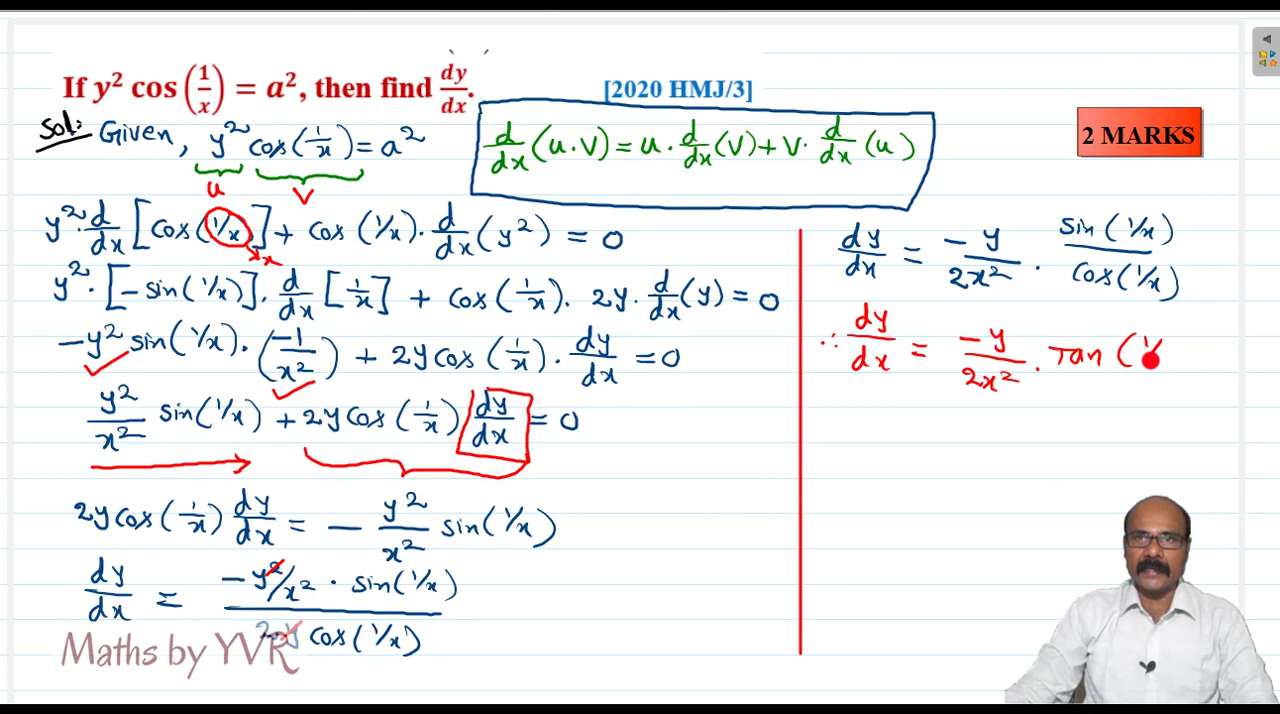 If y² cos (1/x) = a², then find dy/dx.
[2020 HMJ/3]
2 MARKS
Sol: Given, y² cos(1/x) = a²
u v
d/dx (u·v) = u · d/dx (v) + v · d/dx (u)
y² · d/dx [cos(1/x)] + cos(1/x) · d/dx (y²) = 0
x
y² · [-sin(1/x)] · d/dx [1/x] + cos(1/x) · 2y · d/dx (y) = 0
-y² sin(1/x) · (-1/x²) + 2y cos(1/x) · dy/dx = 0
y²/x² sin(1/x) + 2y cos(1/x) dy/dx = 0
2y cos(1/x) dy/dx = - y²/x² sin(1/x)
dy/dx = -y²/x² · sin(1/x) / 2y cos(1/x)
Maths by YVR
dy/dx = -y/2x² · sin(1/x)/cos(1/x)
∴ dy/dx = -y/2x² · Tan (1/